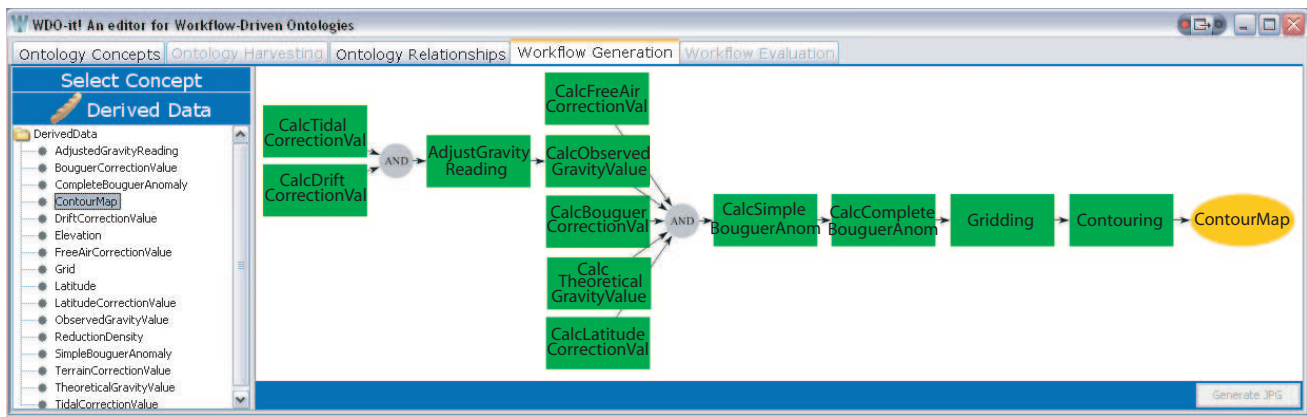 WDO-it! An editor for Workflow-Driven Ontologies
Ontology Concepts
Ontology Harvesting
Ontology Relationships
Workflow Generation
Workflow Evaluation
Select Concept
Derived Data
DerivedData
AdjustedGravityReading
BouguerCorrectionValue
CompleteBouguerAnomaly
ContourMap
DriftCorrectionValue
Elevation
FreeAirCorrectionValue
Grid
Latitude
LatitudeCorrectionValue
ObservedGravityValue
ReductionDensity
SimpleBouguerAnomaly
TerrainCorrectionValue
TheoreticalGravityValue
TidalCorrectionValue
CalcTidal
CorrectionVal
CalcDrift
CorrectionVal
AND
AdjustGravity
Reading
CalcFreeAir
CorrectionVal
CalcObserved
GravityValue
CalcBouguer
CorrectionVal
Calc
Theoretical
GravityValue
CalcLatitude
CorrectionVal
AND
CalcSimple
BouguerAnom
CalcComplete
BouguerAnom
Gridding
Contouring
ContourMap
Generate JPG